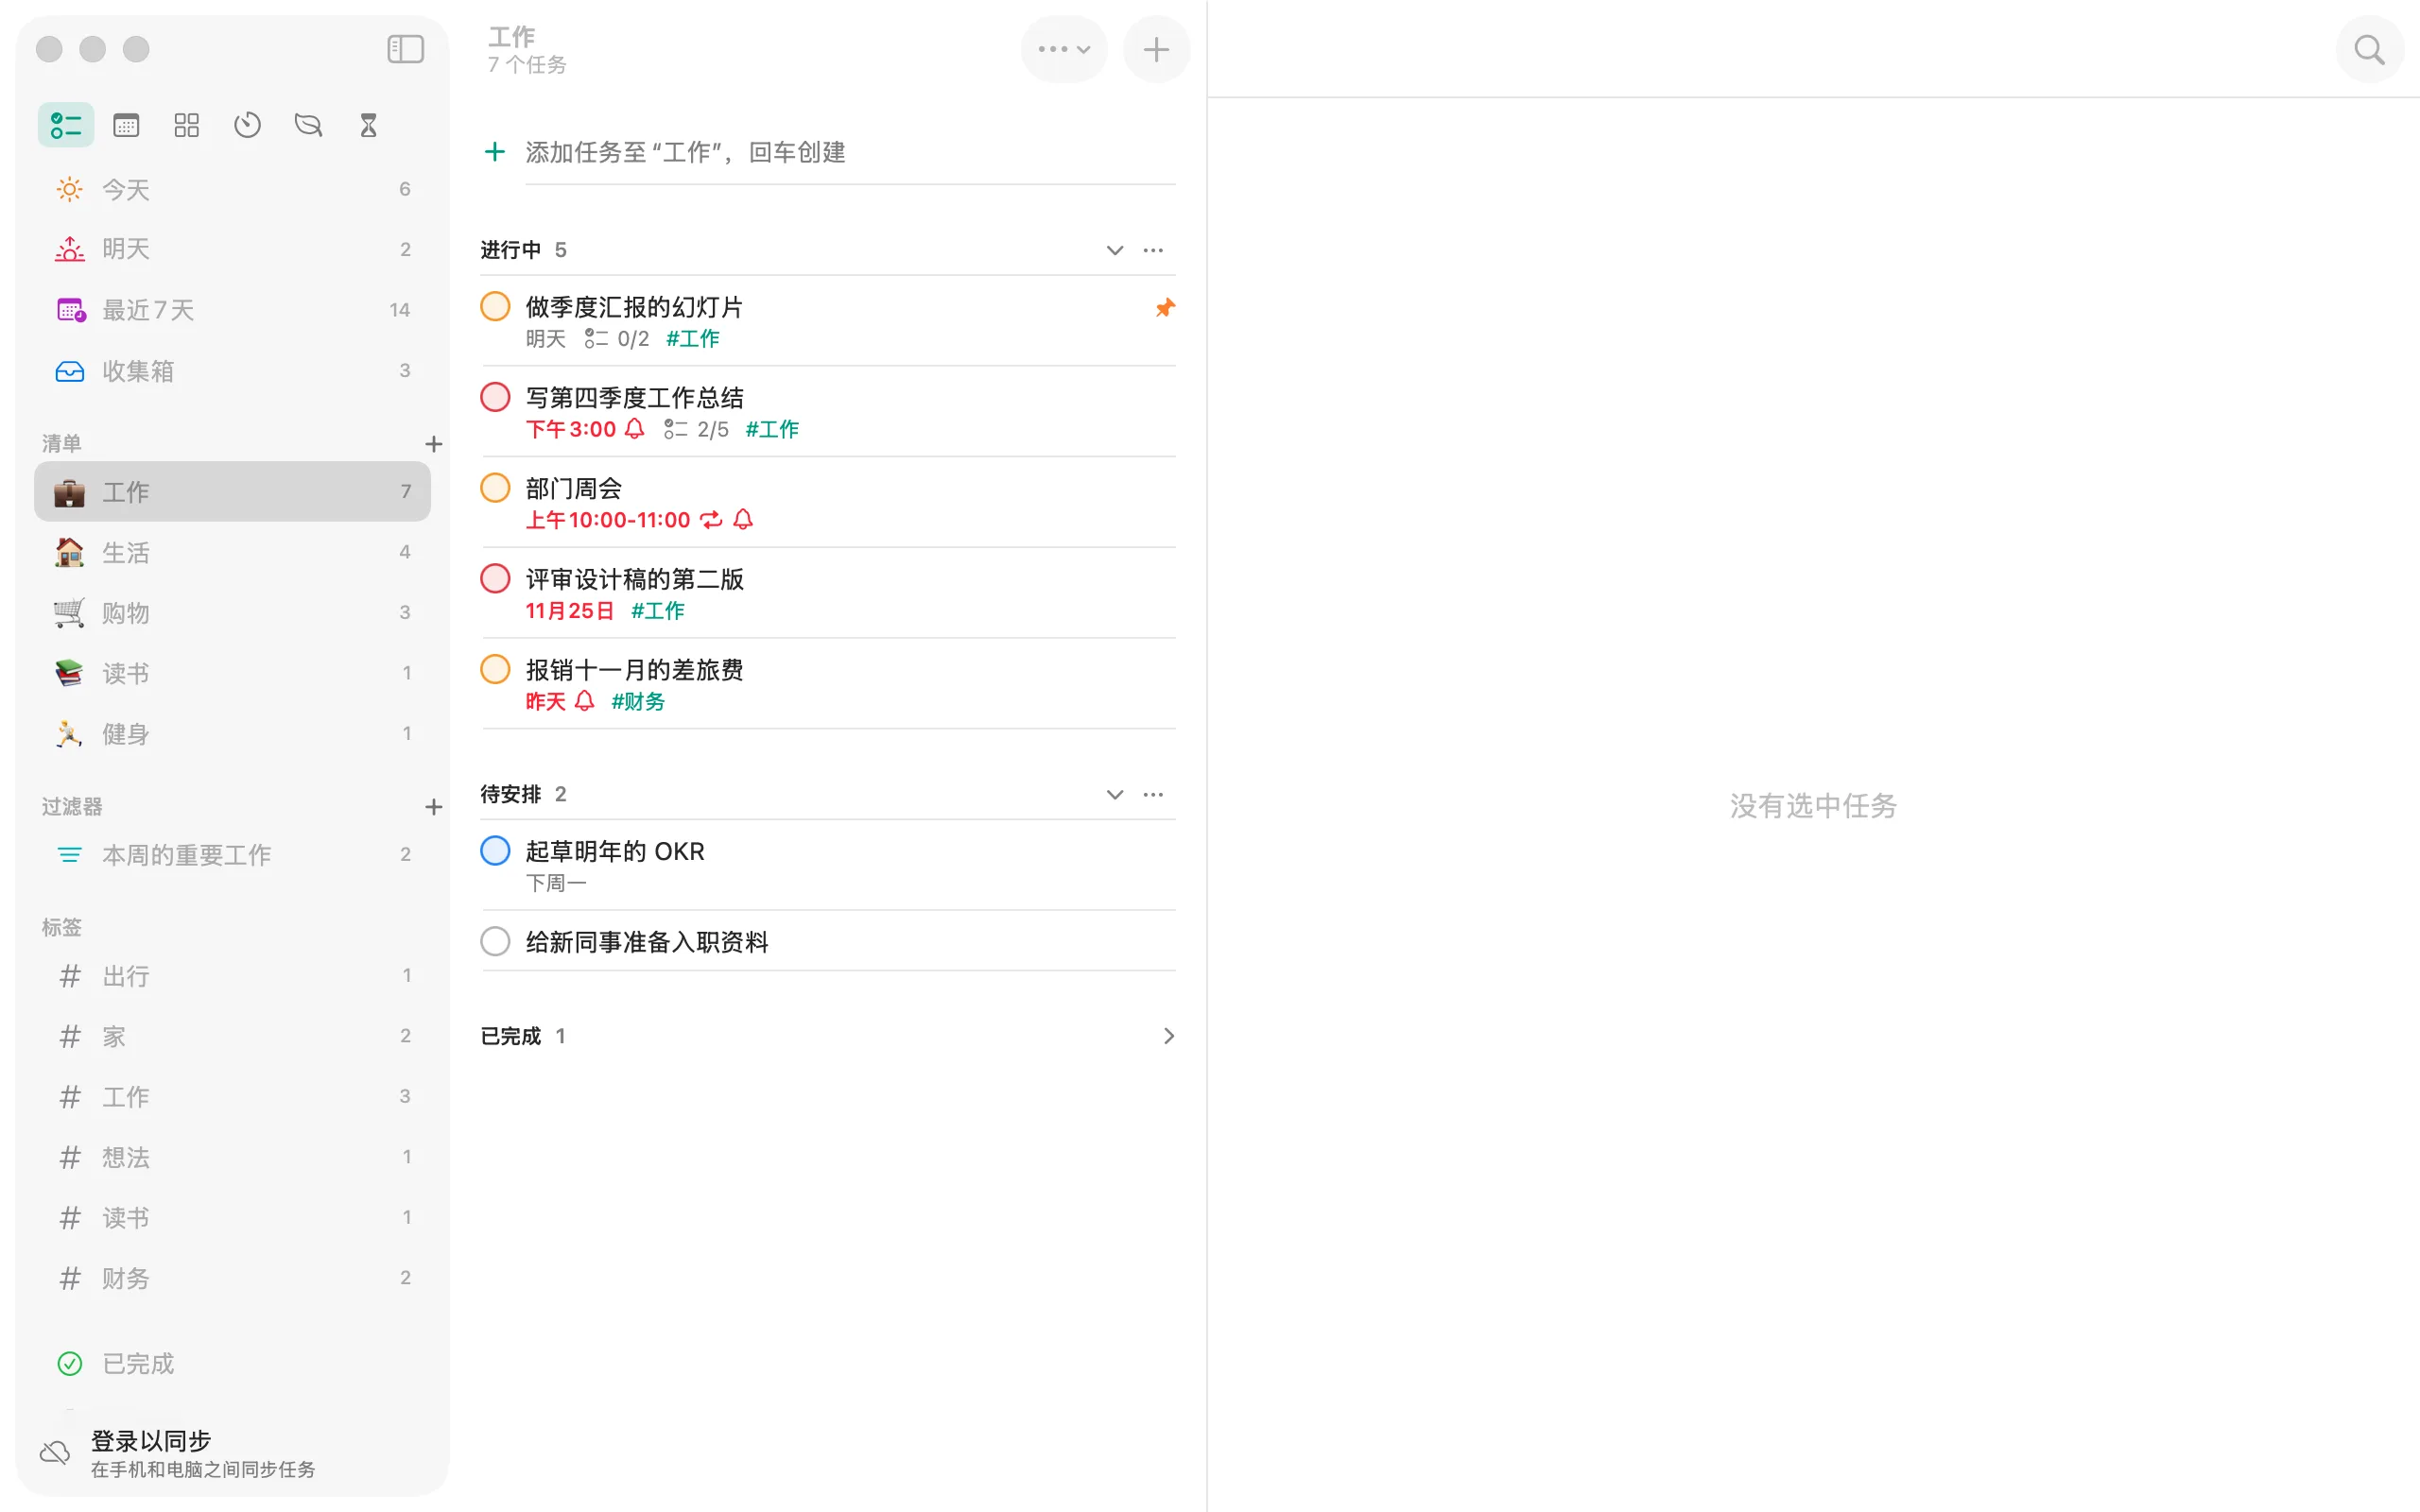 今天 6
明天 2
最近7天 14
收集箱 3
清单
工作 7
生活 4
购物 3
读书 1
健身 1
过滤器
本周的重要工作 2
标签
# 出行 1
# 家 2
# 工作 3
# 想法 1
# 读书 1
# 财务 2
已完成
登录以同步
在手机和电脑之间同步任务
工作
7 个任务
添加任务至“工作”，回车创建
进行中 5
做季度汇报的幻灯片
明天 0/2 #工作
写第四季度工作总结
下午3:00 2/5 #工作
部门周会
上午10:00-11:00
评审设计稿的第二版
11月25日 #工作
报销十一月的差旅费
昨天 #财务
待安排 2
起草明年的 OKR
下周一
给新同事准备入职资料
已完成 1
没有选中任务